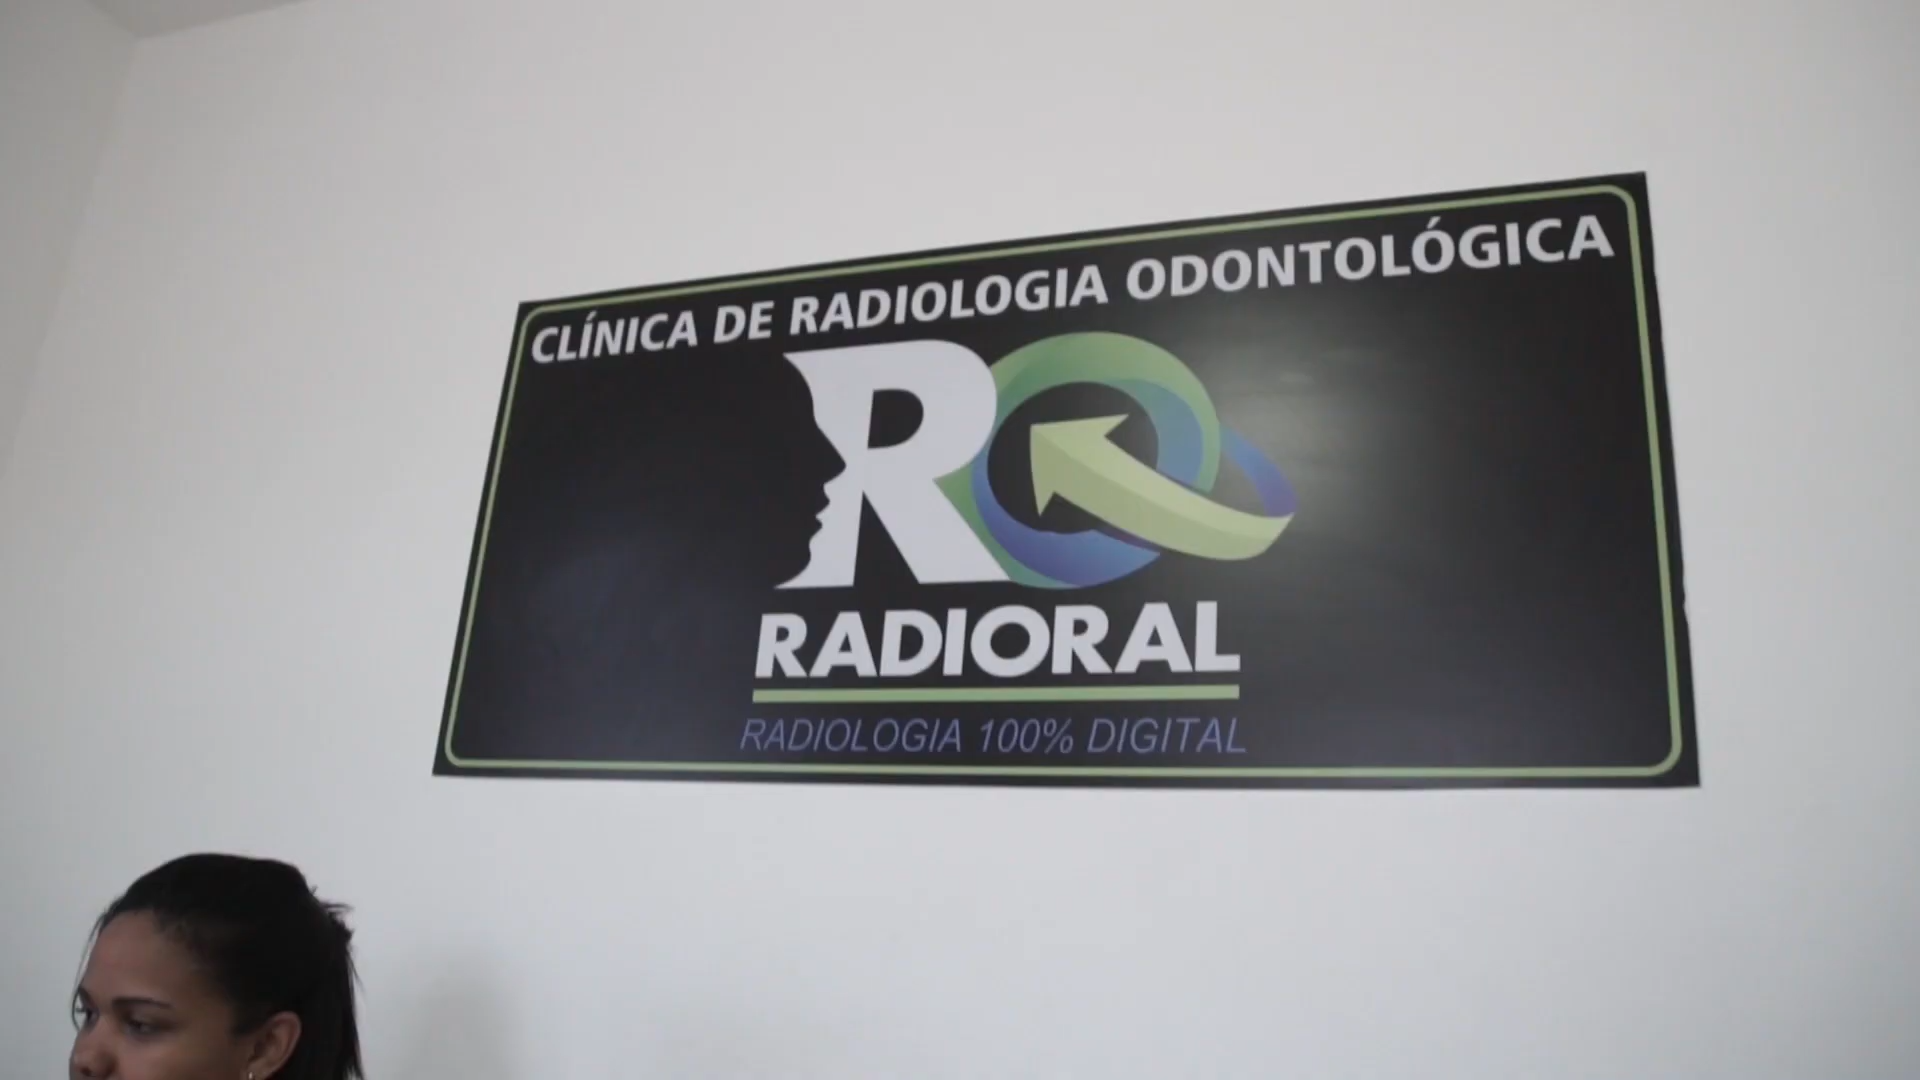 CLÍNICA DE RADIOLOGIA ODONTOLÓGICA
RO
RADIORAL
RADIOLOGIA 100% DIGITAL